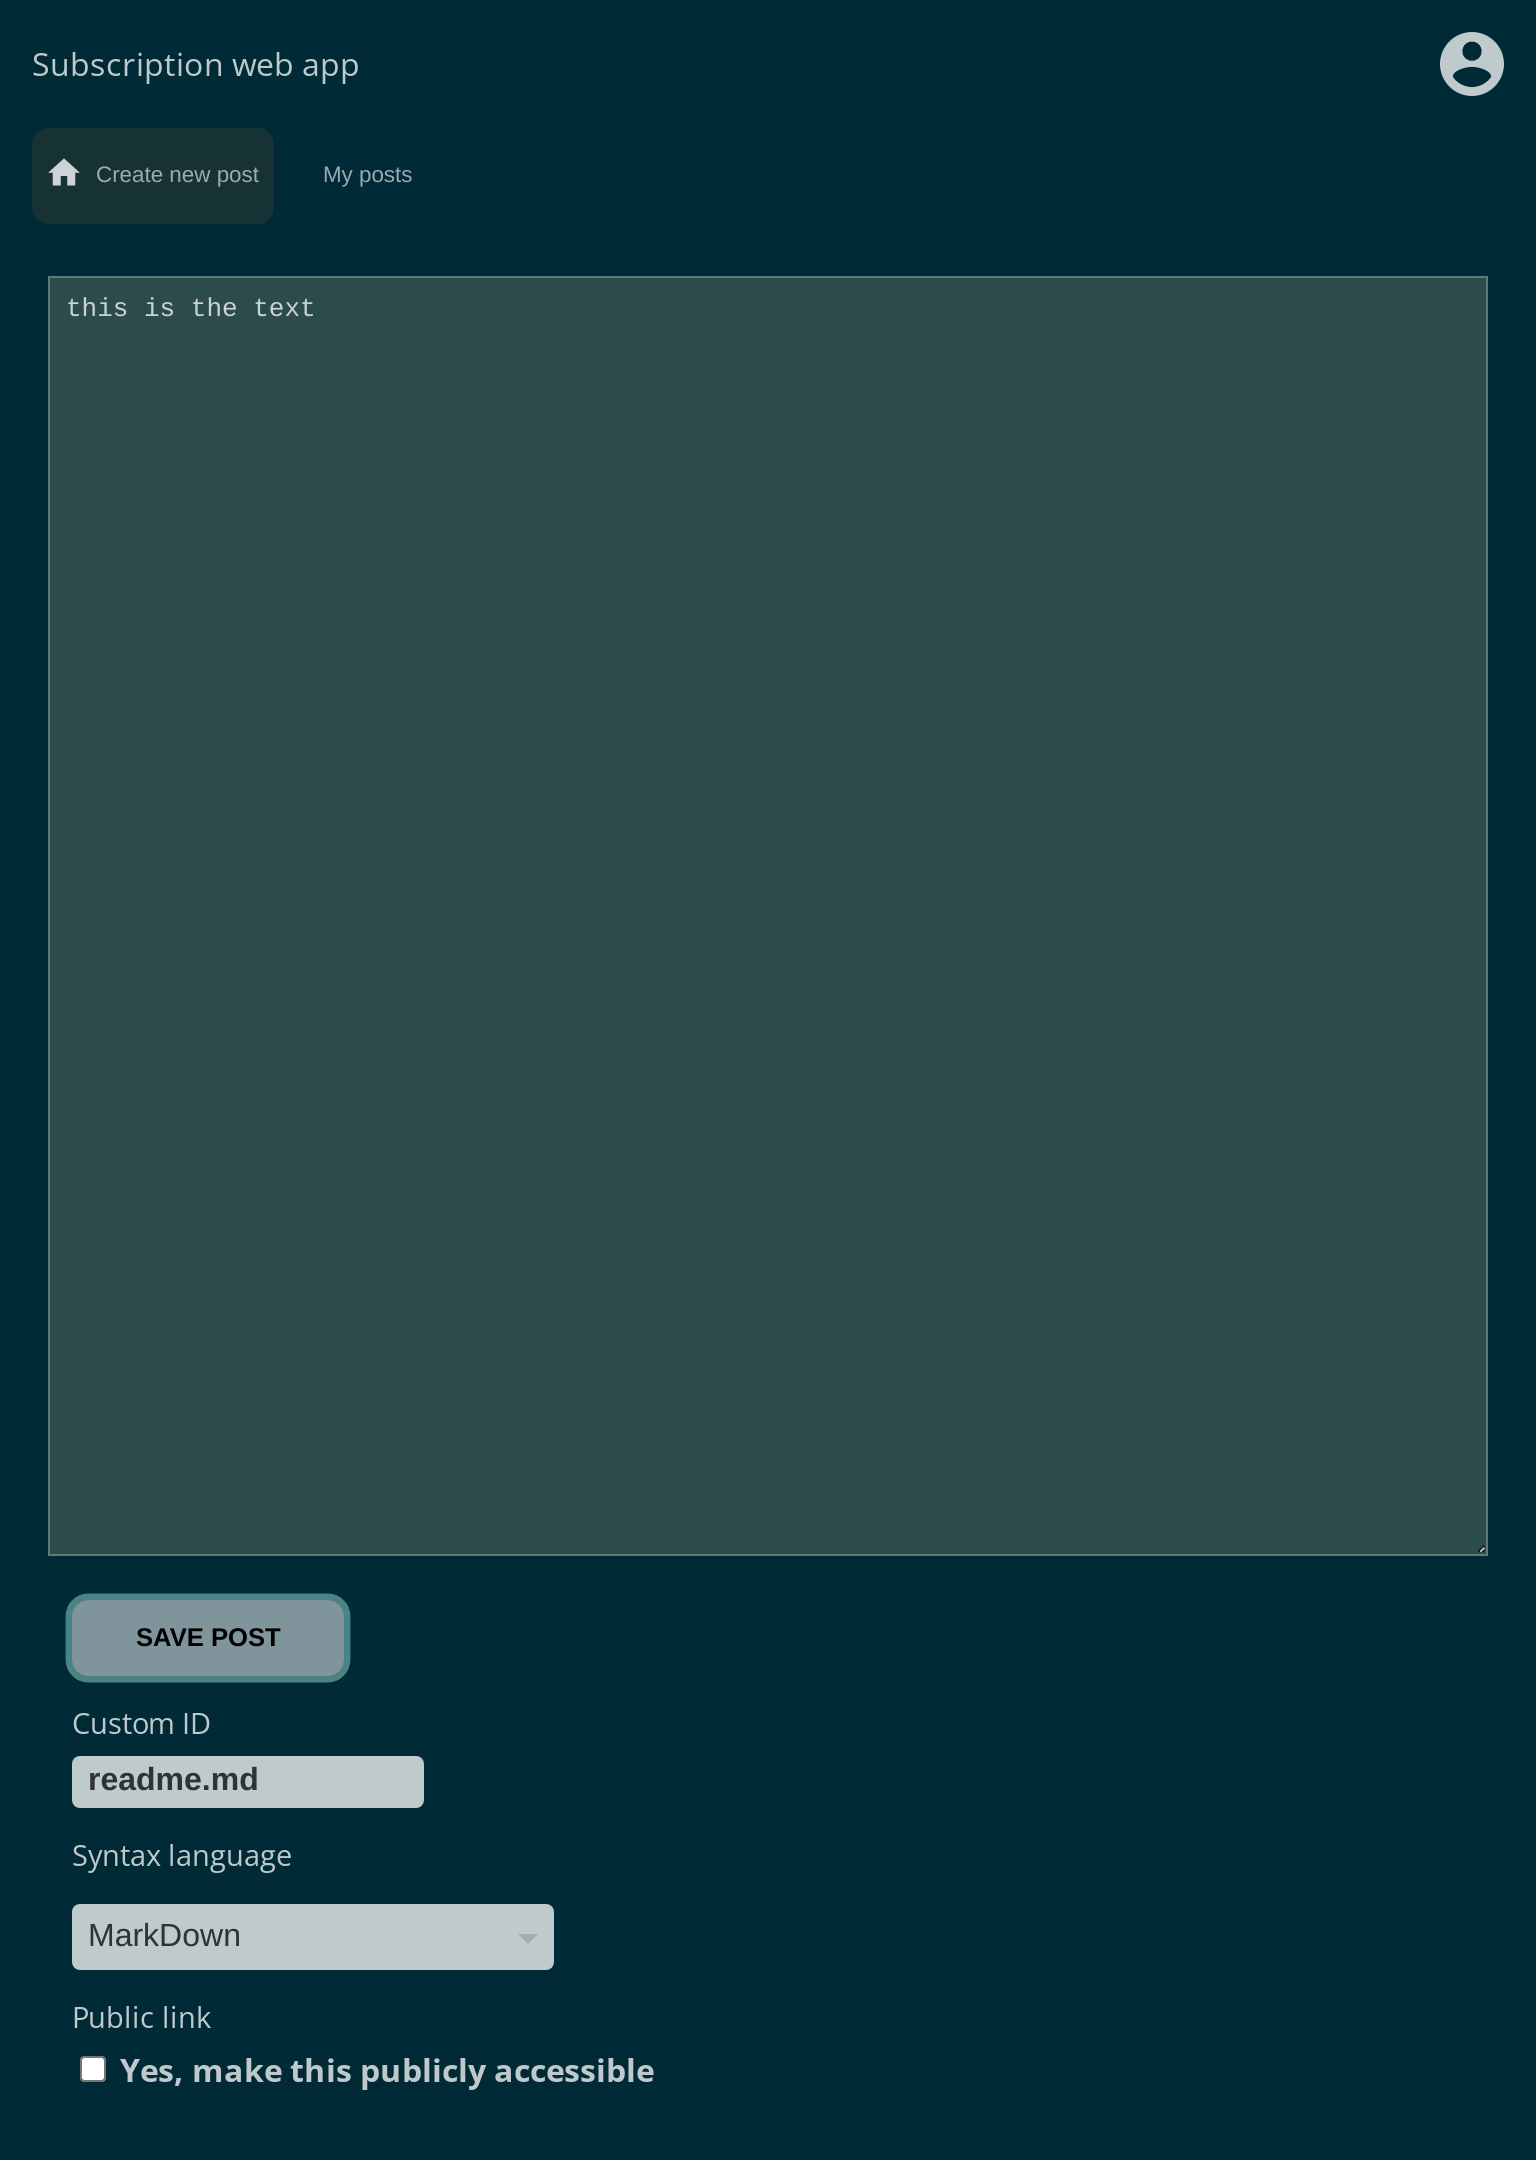 Subscription web app
Create new post
My posts
this is the text
SAVE POST
Custom ID
readme.md
Syntax language
MarkDown
Public link
Yes, make this publicly accessible